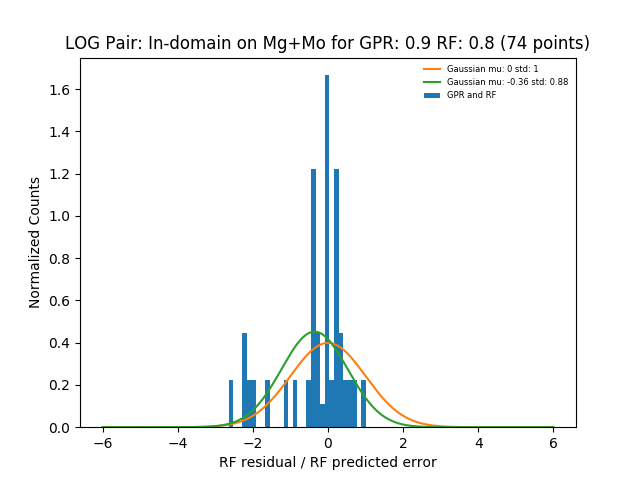 LOG Pair: In-domain on Mg+Mo for GPR: 0.9 RF: 0.8 (74 points)
Gaussian mu: 0 std: 1
Gaussian mu: -0.36 std: 0.88
GPR and RF
Normalized Counts
1.6
1.4
1.2
1.0
0.8
0.6
0.4
0.2
0.0
−6 −4 −2 0 2 4 6
RF residual / RF predicted error